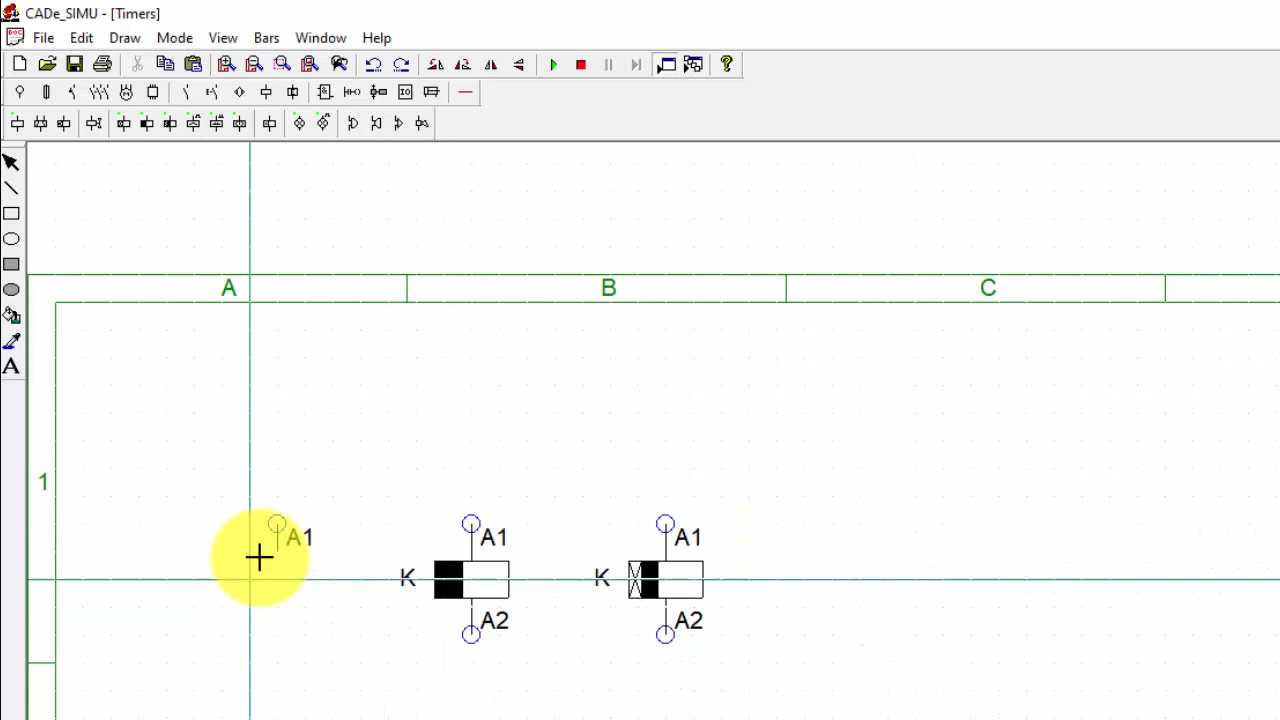 CADe_SIMU - [Timers]
File Edit Draw Mode View Bars Window Help
A B C
1
A1 A1 A1
K K
A2 A2
A